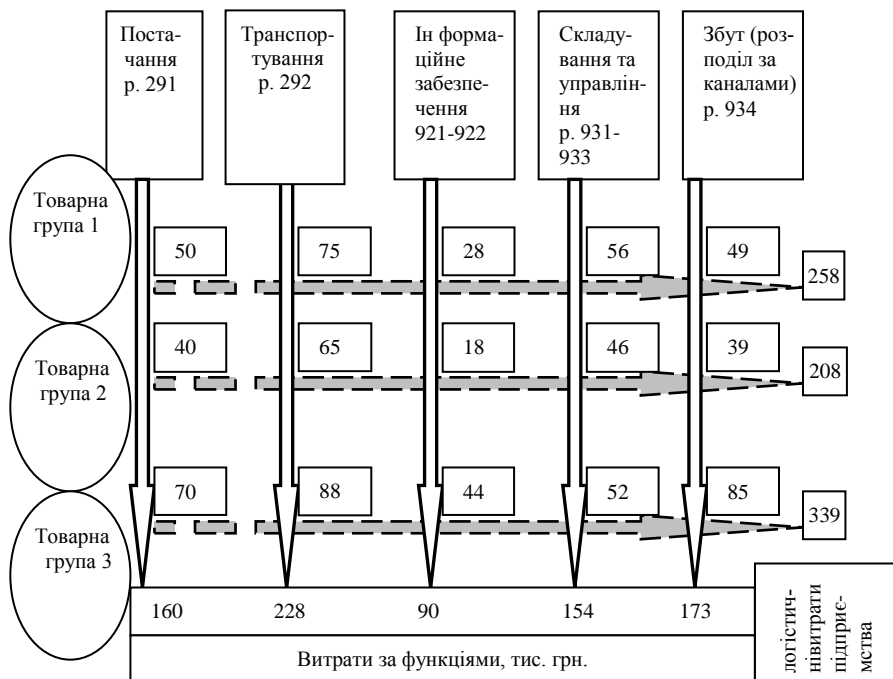 Поста-
чання
р. 291
Транспор-
тування
р. 292
Ін форма-
ційне
забезпе-
чення
921-922
Складу-
вання та
управлін-
ня
р. 931-
933
Збут (роз-
поділ за
каналами)
р. 934
Товарна
група 1
50
75
28
56
49
258
Товарна
група 2
40
65
18
46
39
208
Товарна
група 3
70
88
44
52
85
339
160
228
90
154
173
Витрати за функціями, тис. грн.
логістич-
нівитрати
підприє-
мства